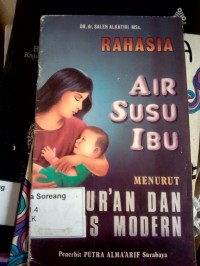 DR. dr. SALEH ALKATIRI MSc.
RAHASIA
AIR
SUSU
IBU
MENURUT
UR'AN DAN
S MODERN
a Soreang
Penerbit PUTRA ALMA'ARIF Surabaya